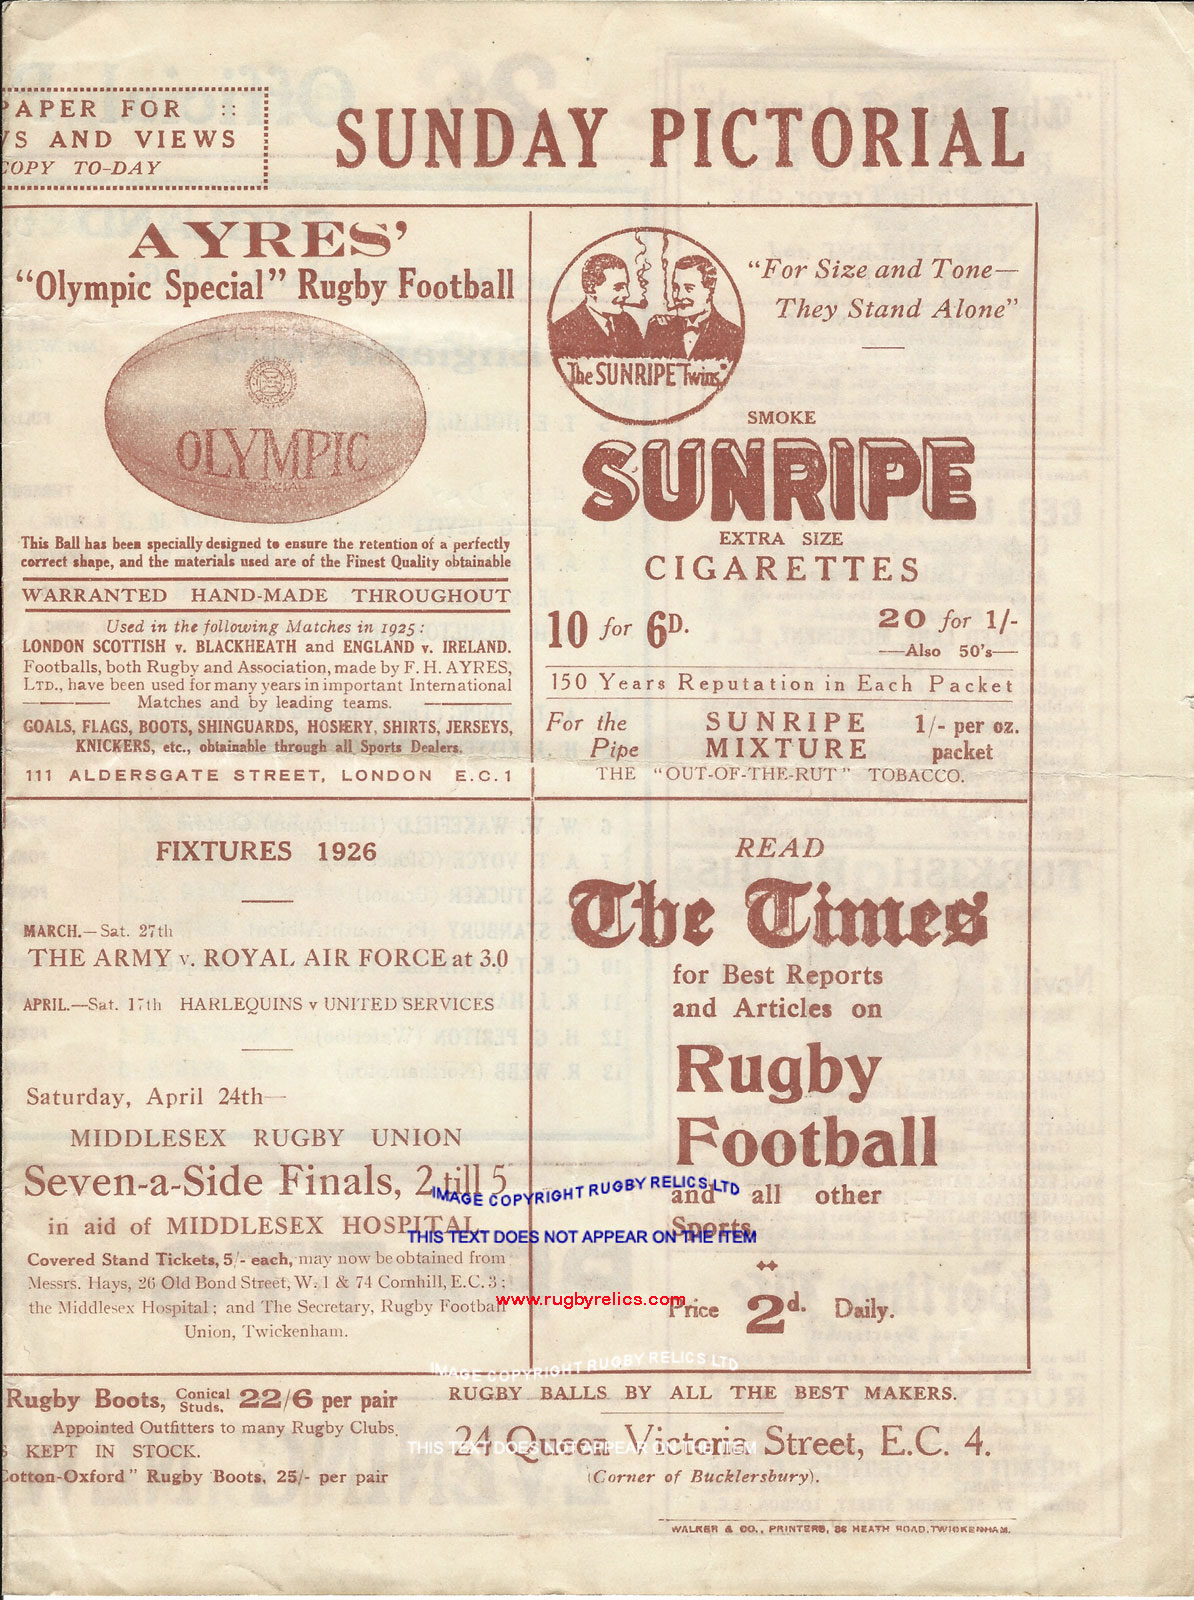 PAPER FOR ::
VS AND VIEWS
COPY TO-DAY
SUNDAY PICTORIAL
AYRES'
"Olympic Special" Rugby Football
OLYMPIC
SPECIAL
This Ball has been specially designed to ensure the retention of a perfectly
correct shape, and the materials used are of the Finest Quality obtainable
WARRANTED HAND-MADE THROUGHOUT
Used in the following Matches in 1925:
LONDON SCOTTISH v. BLACKHEATH and ENGLAND v. IRELAND.
Footballs, both Rugby and Association, made by F. H. AYRES,
LTD., have been used for many years in important International
Matches and by leading teams.
GOALS, FLAGS, BOOTS, SHINGUARDS, HOSIERY, SHIRTS, JERSEYS,
KNICKERS, etc., obtainable through all Sports Dealers.
111 ALDERSGATE STREET, LONDON E.C.1
The SUNRIPE Twins"
"For Size and Tone—
They Stand Alone"
SMOKE
SUNRIPE
EXTRA SIZE
CIGARETTES
10 for 6D.
20 for 1/-
—Also 50's—
150 Years Reputation in Each Packet
For the Pipe
SUNRIPE MIXTURE
1/- per oz. packet
THE "OUT-OF-THE-RUT" TOBACCO.
FIXTURES 1926
MARCH.—Sat. 27th
THE ARMY v. ROYAL AIR FORCE at 3.0
APRIL.—Sat. 17th HARLEQUINS v UNITED SERVICES
Saturday, April 24th—
MIDDLESEX RUGBY UNION
Seven-a-Side Finals, 2 till 5
in aid of MIDDLESEX HOSPITAL
Covered Stand Tickets, 5/- each, may now be obtained from
Messrs. Hays, 26 Old Bond Street, W. 1 & 74 Cornhill, E.C. 3;
the Middlesex Hospital; and The Secretary, Rugby Football
Union, Twickenham.
READ
The Times
for Best Reports
and Articles on
Rugby
Football
and all other
Sports
Price 2d. Daily.
IMAGE COPYRIGHT RUGBY RELICS LTD
THIS TEXT DOES NOT APPEAR ON THE ITEM
www.rugbyrelics.com
IMAGE COPYRIGHT RUGBY RELICS LTD
THIS TEXT DOES NOT APPEAR ON THE ITEM
Rugby Boots, Conical Studs, 22/6 per pair
Appointed Outfitters to many Rugby Clubs.
S KEPT IN STOCK.
Cotton-Oxford" Rugby Boots, 25/- per pair
RUGBY BALLS BY ALL THE BEST MAKERS.
24 Queen Victoria Street, E.C. 4.
(Corner of Bucklersbury).
WALKER & CO., PRINTERS, 86 HEATH ROAD, TWICKENHAM.